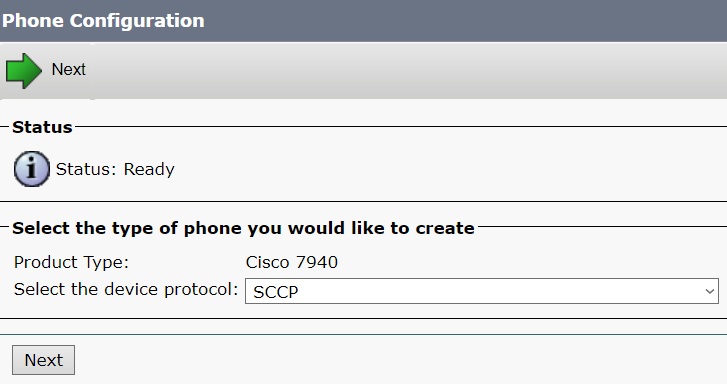 Phone Configuration
Next
Status
Status: Ready
Select the type of phone you would like to create
Product Type: Cisco 7940
Select the device protocol: SCCP
Next